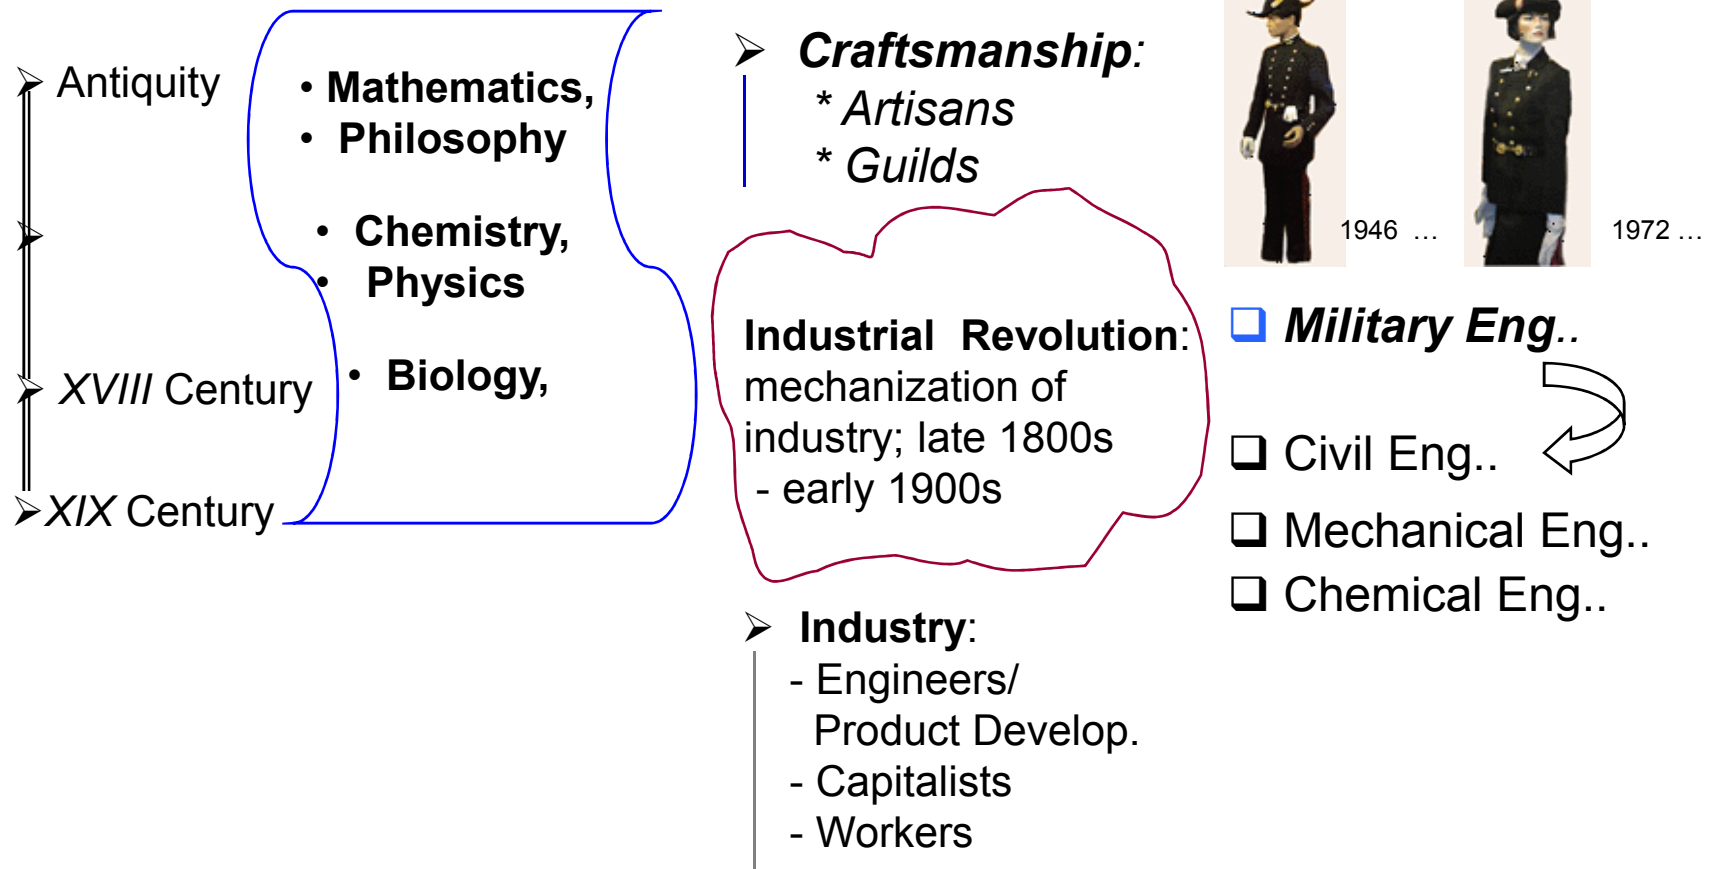 ➢ Antiquity
➢
➢ XVIII Century
➢ XIX Century
• Mathematics,
• Philosophy
• Chemistry,
• Physics
• Biology,
➢ Craftsmanship:
* Artisans
* Guilds
Industrial Revolution:
mechanization of
industry; late 1800s
- early 1900s
➢ Industry:
- Engineers/
Product Develop.
- Capitalists
- Workers
1946 ...
1972 ...
❑ Military Eng..
❑ Civil Eng..
❑ Mechanical Eng..
❑ Chemical Eng..